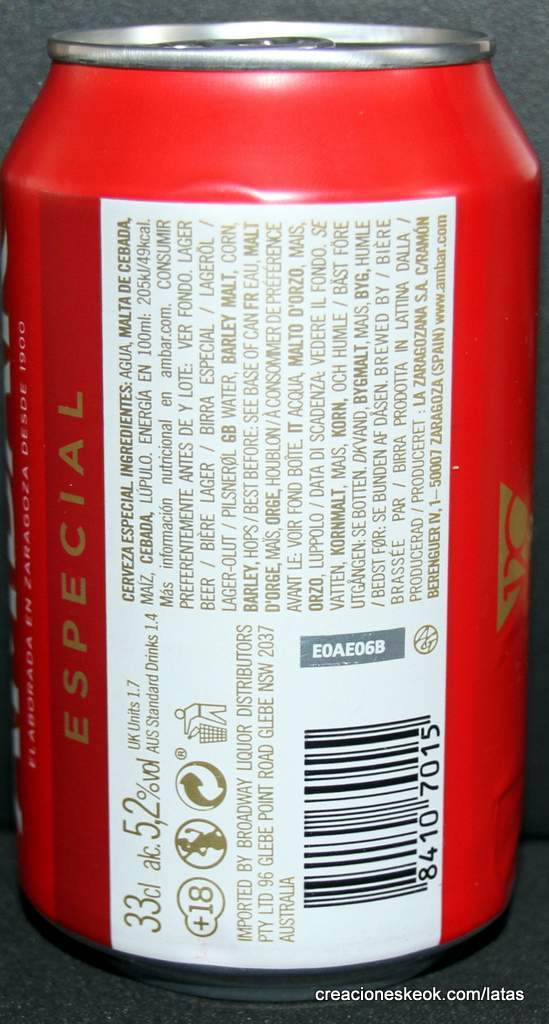 ELABORADA EN ZARAGOZA DESDE 1900
ESPECIAL
CERVEZA ESPECIAL. INGREDIENTES: AGUA, MALTA DE CEBADA,
MAÍZ, CEBADA, LÚPULO. ENERGÍA EN 100ml: 205kJ/49kcal.
Más información nutricional en ambar.com. CONSUMIR
PREFERENTEMENTE ANTES DE Y LOTE: VER FONDO. LAGER
BEER / BIÈRE LAGER / BIRRA ESPECIAL / LAGERÖL /
LAGER-OLUT / PILSNERØL GB WATER, BARLEY MALT, CORN,
BARLEY, HOPS / BEST BEFORE: SEE BASE OF CAN FR EAU, MALT
D'ORGE, MAÏS, ORGE, HOUBLON / À CONSOMMER DE PRÉFÉRENCE
AVANT LE: VOIR FOND BOÎTE. IT ACQUA, MALTO D'ORZO, MAIS,
ORZO, LUPPOLO / DATA DI SCADENZA: VEDERE IL FONDO. SE
VATTEN, KORNMALT, MAJS, KORN, OCH HUMLE / BÄST FÖRE
UTGÅNGEN. SE BOTTEN. DK VAND, BYGMALT, MAJS, BYG, HUMLE
/ BEDST FØR: SE BUNDEN AF DÅSEN. BREWED BY / BIÈRE
BRASSÉE PAR / BIRRA PRODOTTA IN LATTINA DALLA /
PRODUCERAD / PRODUCERET : LA ZARAGOZANA S.A. C/RAMÓN
BERENGUER IV, 1– 50007 ZARAGOZA (SPAIN) www.ambar.com
33cl alc. 5,2%vol
UK Units 1.7
AUS Standard Drinks 1.4
+18
®
IMPORTED BY BROADWAY LIQUOR DISTRIBUTORS
PTY LTD 96 GLEBE POINT ROAD GLEBE NSW 2037
AUSTRALIA
E0AE06B
8410 7015
creacioneskeok.com/latas